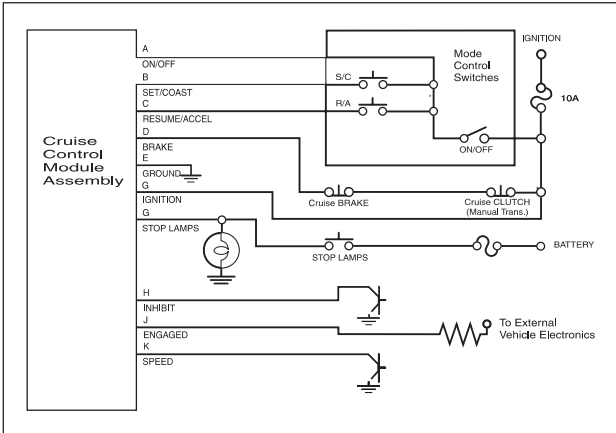 Cruise
Control
Module
Assembly
A
ON/OFF
B
SET/COAST
C
RESUME/ACCEL
D
BRAKE
E
GROUND
G
IGNITION
G
STOP LAMPS
H
INHIBIT
J
ENGAGED
K
SPEED
S/C
R/A
Mode
Control
Switches
ON/OFF
IGNITION
10A
Cruise BRAKE
Cruise CLUTCH
(Manual Trans.)
STOP LAMPS
BATTERY
To External
Vehicle Electronics